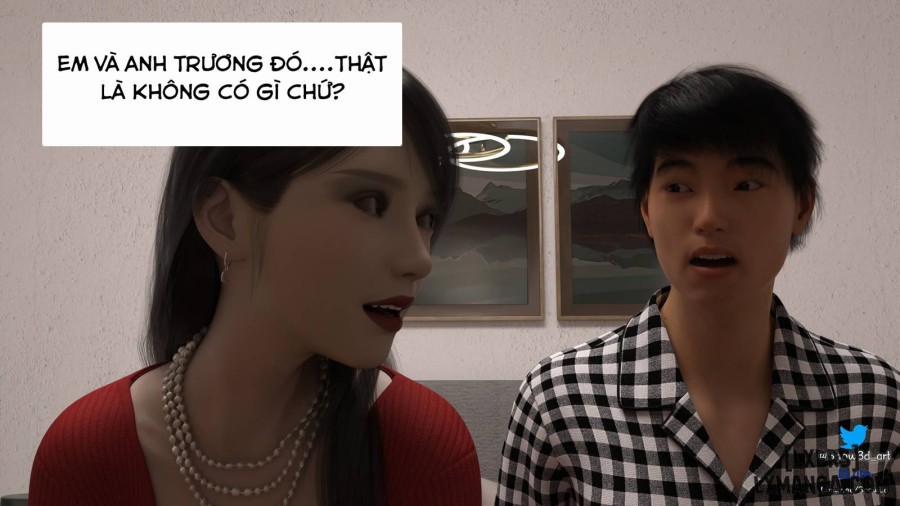 EM VÀ ANH TRƯƠNG ĐÓ....THẬT
LÀ KHÔNG CÓ GÌ CHỨ?